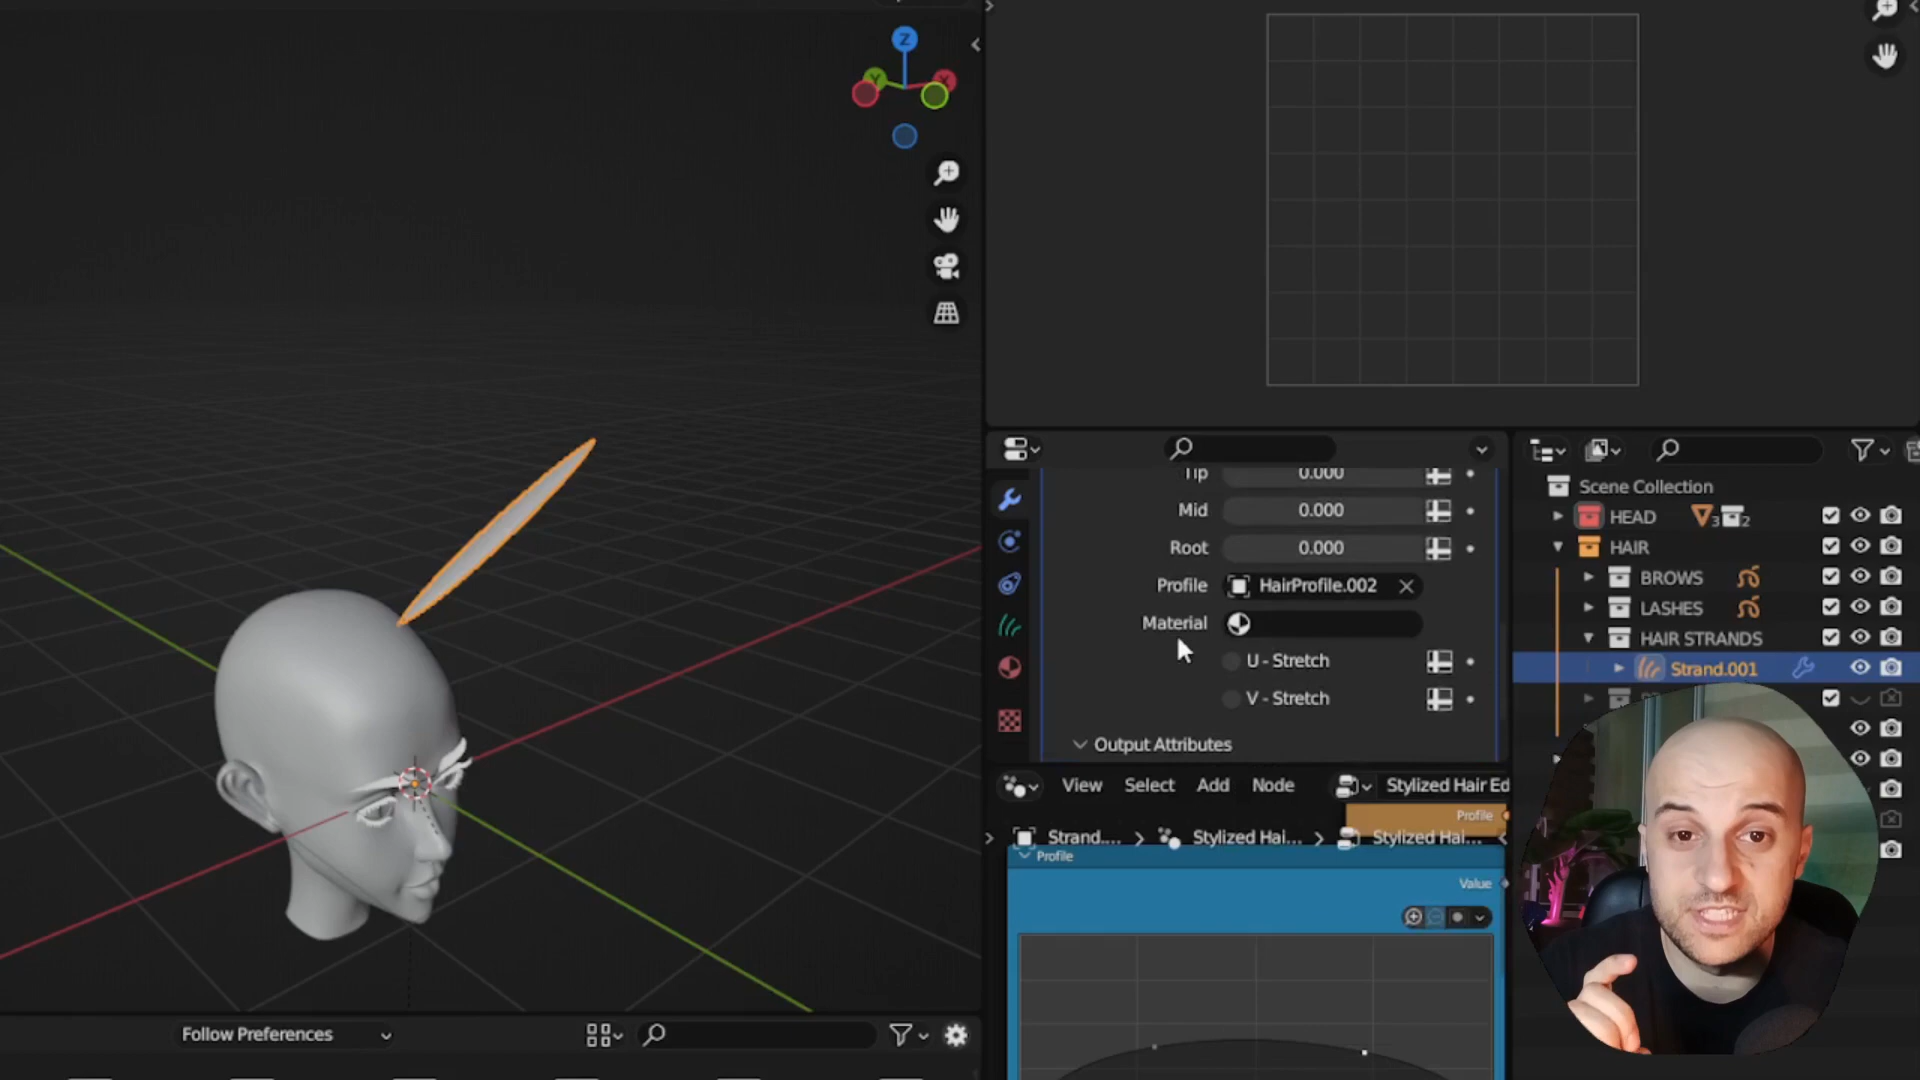 Z
Y
X
Tip 0.000
Mid 0.000
Root 0.000
Profile HairProfile.002
Material
U - Stretch
V - Stretch
Output Attributes
Scene Collection
HEAD 3 2
HAIR
BROWS
LASHES
HAIR STRANDS
Strand.001
View Select Add Node Stylized Hair Ed
Profile
Strand.... > Stylized Hai... > Stylized Hai...
Profile
Value
Follow Preferences